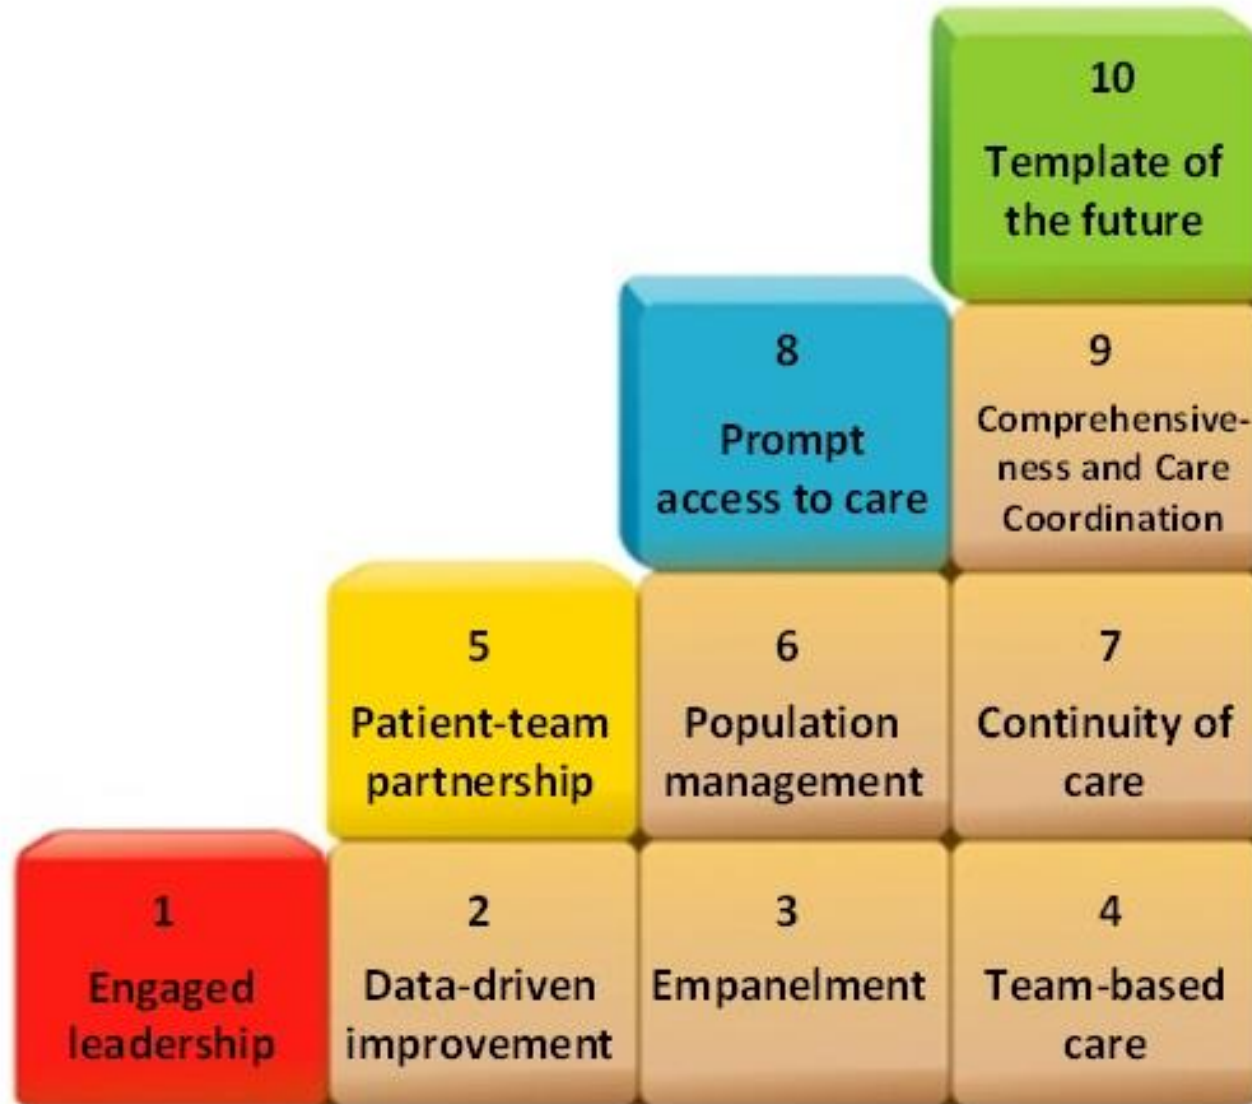 10
Template of
the future
8
Prompt
access to care
9
Comprehensive-
ness and Care
Coordination
5
Patient-team
partnership
6
Population
management
7
Continuity of
care
1
Engaged
leadership
2
Data-driven
improvement
3
Empanelment
4
Team-based
care